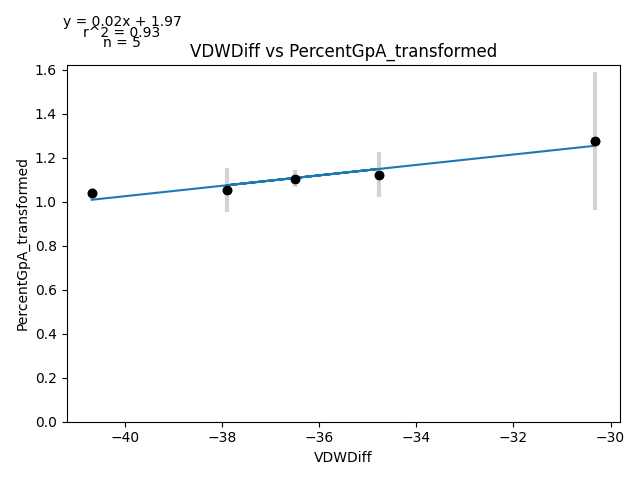 y = 0.02x + 1.97
r^2 = 0.93
n = 5
VDWDiff vs PercentGpA_transformed
1.6
1.4
1.2
1.0
0.8
0.6
0.4
0.2
0.0
PercentGpA_transformed
−40
−38
−36
−34
−32
−30
VDWDiff